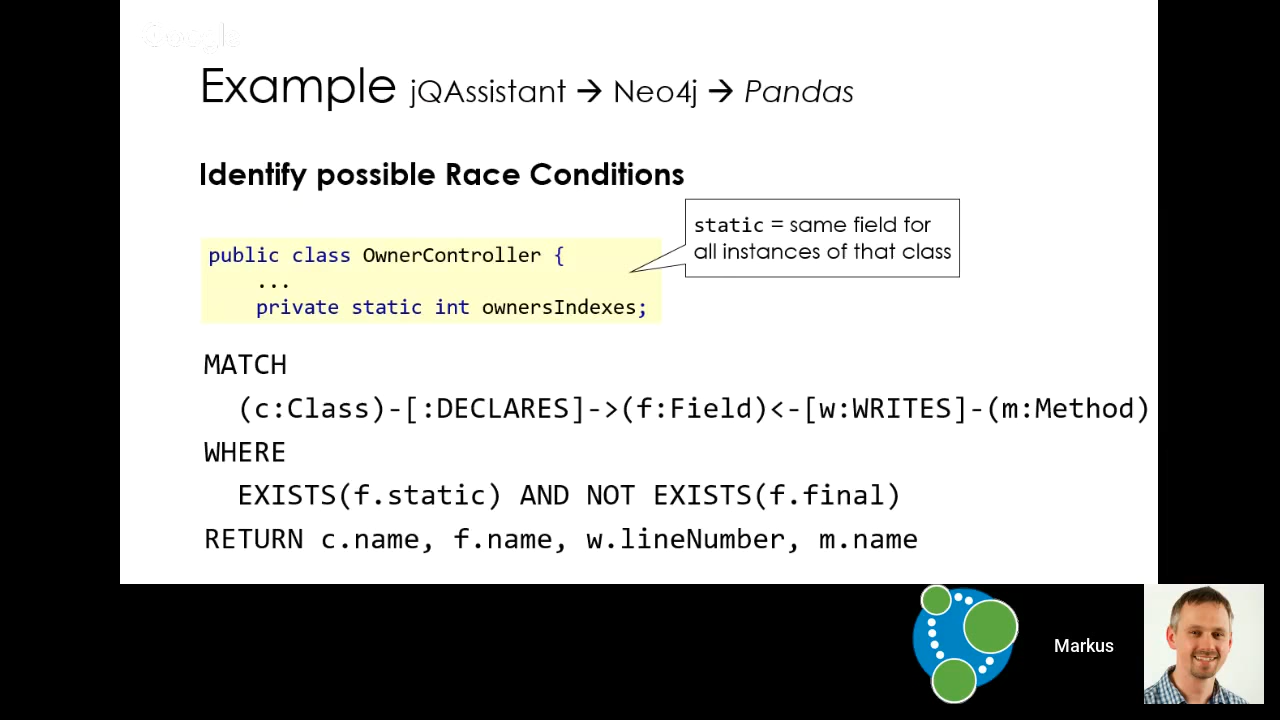 Google
Example jQAssistant → Neo4j → Pandas
Identify possible Race Conditions
static = same field for
all instances of that class
public class OwnerController {
...
private static int ownersIndexes;
MATCH
(c:Class)-[:DECLARES]->(f:Field)<-[w:WRITES]-(m:Method)
WHERE
EXISTS(f.static) AND NOT EXISTS(f.final)
RETURN c.name, f.name, w.lineNumber, m.name
Markus